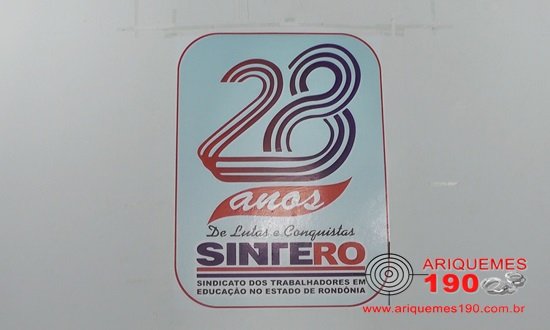 28
anos
De Lutas e Conquistas
SINTERO
SINDICATO DOS TRABALHADORES EM
EDUCAÇÃO NO ESTADO DE RONDÔNIA
ARIQUEMES
190
www.ariquemes190.com.br